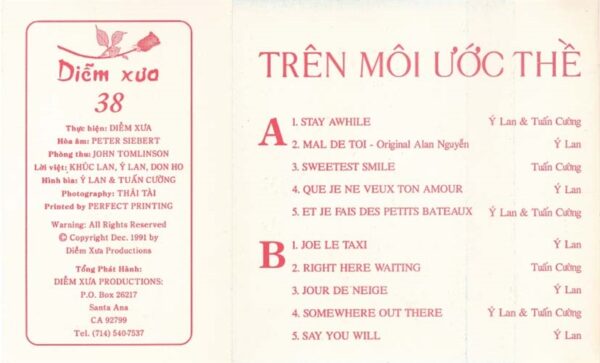 Diễm xưa
38
Thực hiện: DIỄM XƯA
Hòa âm: PETER SIEBERT
Phòng thu: JOHN TOMLINSON
Lời việt: KHÚC LAN, Ý LAN, DON HO
Hình bìa: Ý LAN & TUẤN CƯỜNG
Photography: THÁI TÀI
Printed by PERFECT PRINTING
Warning: All Rights Reserved
© Copyright Dec. 1991 by
Diễm Xưa Productions
Tổng Phát Hành:
DIỄM XƯA PRODUCTIONS:
P.O. Box 26217
Santa Ana
CA 92799
Tel. (714) 540-7537
TRÊN MÔI ƯỚC THỀ
A
1. STAY AWHILE Ý Lan & Tuấn Cường
2. MAL DE TOI - Original Alan Nguyễn Ý Lan
3. SWEETEST SMILE Tuấn Cường
4. QUE JE NE VEUX TON AMOUR Ý Lan
5. ET JE FAIS DES PETITS BATEAUX Ý Lan & Tuấn Cường
B
1. JOE LE TAXI Ý Lan
2. RIGHT HERE WAITING Tuấn Cường
3. JOUR DE NEIGE Ý Lan
4. SOMEWHERE OUT THERE Ý Lan & Tuấn Cường
5. SAY YOU WILL Ý Lan